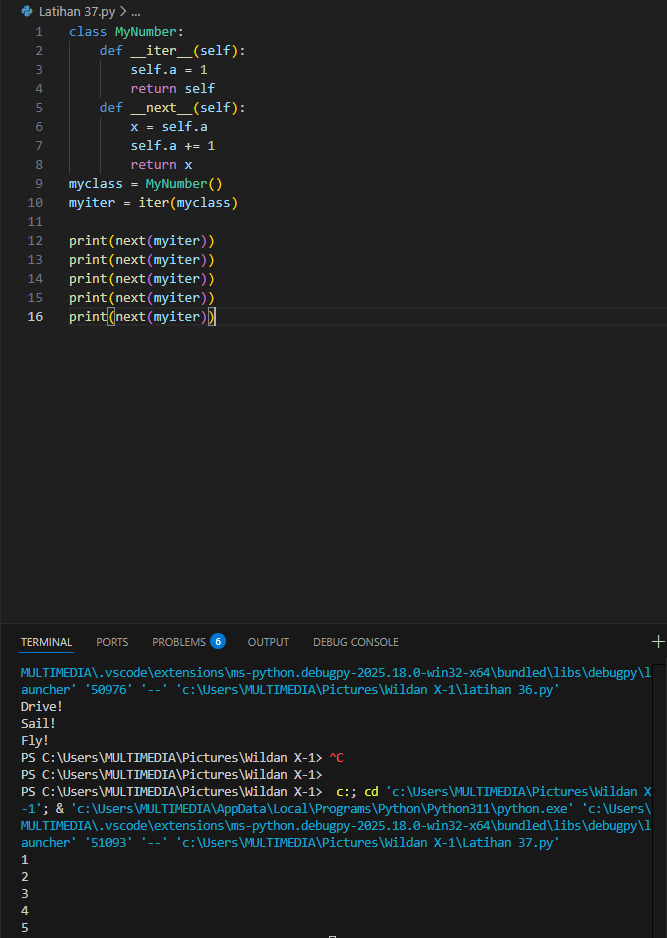 Latihan 37.py > ...
1 class MyNumber:
2     def __iter__(self):
3         self.a = 1
4         return self
5     def __next__(self):
6         x = self.a
7         self.a += 1
8         return x
9 myclass = MyNumber()
10 myiter = iter(myclass)
11
12 print(next(myiter))
13 print(next(myiter))
14 print(next(myiter))
15 print(next(myiter))
16 print(next(myiter))
TERMINAL PORTS PROBLEMS 6 OUTPUT DEBUG CONSOLE +
MULTIMEDIA\.vscode\extensions\ms-python.debugpy-2025.18.0-win32-x64\bundled\libs\debugpy\l
auncher' '50976' '--' 'c:\Users\MULTIMEDIA\Pictures\Wildan X-1\latihan 36.py'
Drive!
Sail!
Fly!
PS C:\Users\MULTIMEDIA\Pictures\Wildan X-1> ^C
PS C:\Users\MULTIMEDIA\Pictures\Wildan X-1>
PS C:\Users\MULTIMEDIA\Pictures\Wildan X-1>  c:; cd 'c:\Users\MULTIMEDIA\Pictures\Wildan X
-1'; & 'c:\Users\MULTIMEDIA\AppData\Local\Programs\Python\Python311\python.exe' 'c:\Users\
MULTIMEDIA\.vscode\extensions\ms-python.debugpy-2025.18.0-win32-x64\bundled\libs\debugpy\l
auncher' '51093' '--' 'c:\Users\MULTIMEDIA\Pictures\Wildan X-1\Latihan 37.py'
1
2
3
4
5